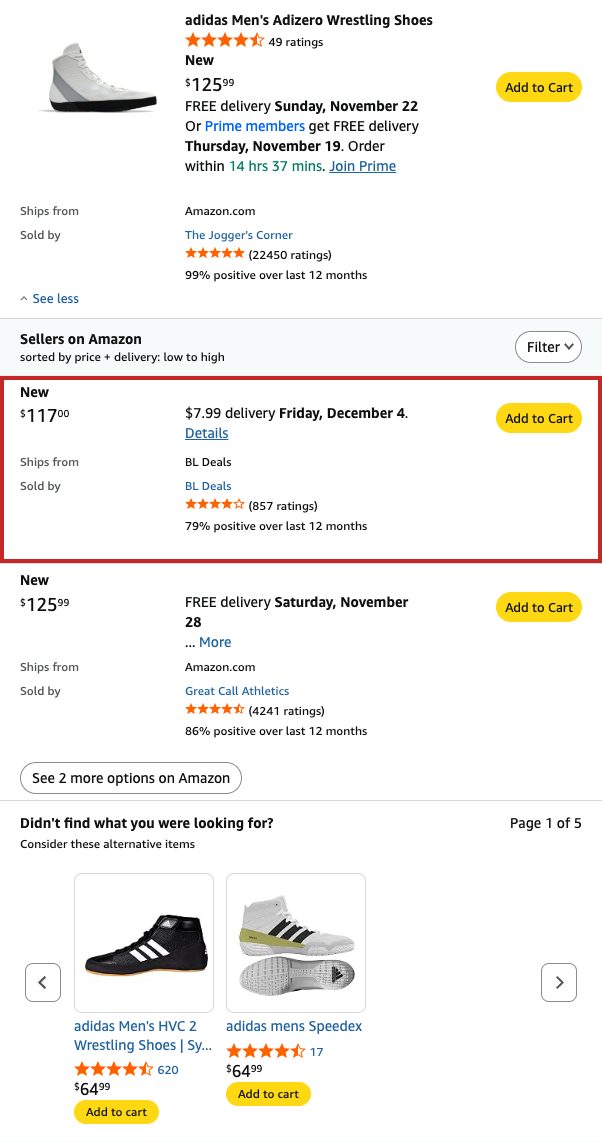 adidas Men's Adizero Wrestling Shoes
49 ratings
New
$125.99
FREE delivery Sunday, November 22
Or Prime members get FREE delivery
Thursday, November 19. Order
within 14 hrs 37 mins. Join Prime
Add to Cart
Ships from Amazon.com
Sold by The Jogger's Corner
(22450 ratings)
99% positive over last 12 months
See less
Sellers on Amazon
sorted by price + delivery: low to high
Filter
New
$117.00
$7.99 delivery Friday, December 4.
Details
Add to Cart
Ships from BL Deals
Sold by BL Deals
(857 ratings)
79% positive over last 12 months
New
$125.99
FREE delivery Saturday, November
28
... More
Add to Cart
Ships from Amazon.com
Sold by Great Call Athletics
(4241 ratings)
86% positive over last 12 months
See 2 more options on Amazon
Didn't find what you were looking for? Page 1 of 5
Consider these alternative items
adidas Men's HVC 2
Wrestling Shoes | Sy...
620
$64.99
Add to cart
adidas mens Speedex
17
$64.99
Add to cart